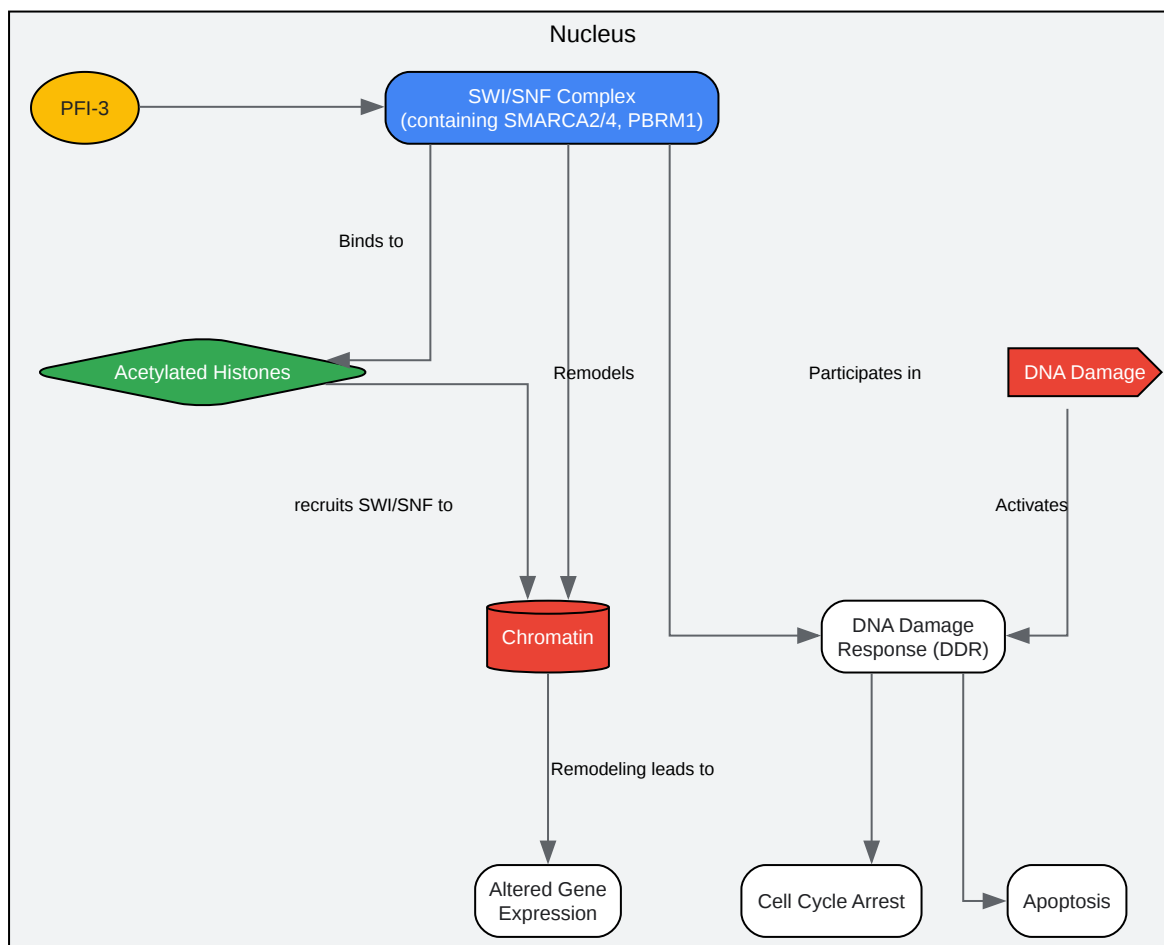 Nucleus
PFI-3
SWI/SNF Complex
(containing SMARCA2/4, PBRM1)
Binds to
Acetylated Histones
Remodels
Participates in
DNA Damage
recruits SWI/SNF to
Activates
Chromatin
DNA Damage
Response (DDR)
Remodeling leads to
Altered Gene
Expression
Cell Cycle Arrest
Apoptosis